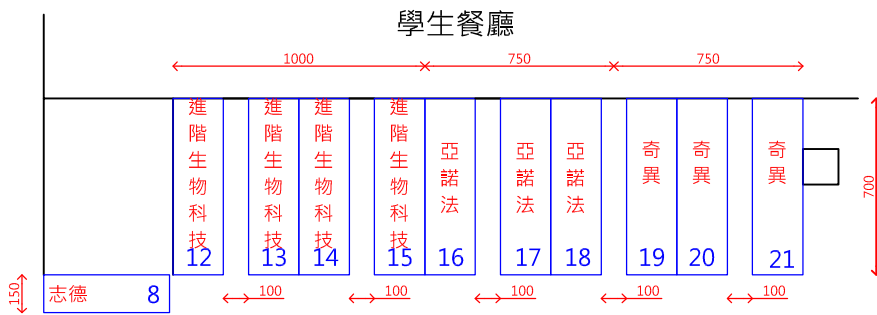 學生餐廳
1000
750
750
進階生物科技
12
進階生物科技
13
進階生物科技
14
進階生物科技
15
亞諾法
16
亞諾法
17
亞諾法
18
奇異
19
奇異
20
奇異
21
700
150
志德 8
100
100
100
100
100